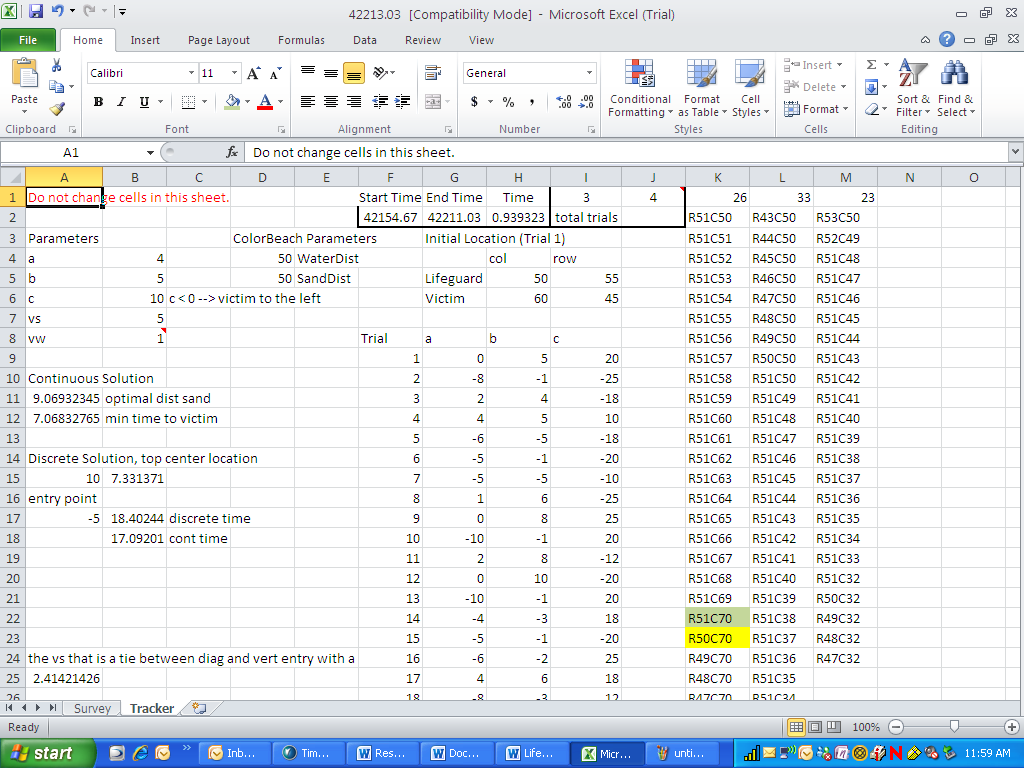 42213.03 [Compatibility Mode] - Microsoft Excel (Trial)
File Home Insert Page Layout Formulas Data Review View
Paste Calibri 11 General Conditional Formatting Format as Table Cell Styles Insert Delete Format Sort & Filter Find & Select
Clipboard Font Alignment Number Styles Cells Editing
A1 fx Do not change cells in this sheet.
A B C D E F G H I J K L M N O
1 Do not change cells in this sheet. Start Time End Time Time 3 4 26 33 23
2 42154.67 42211.03 0.939323 total trials R51C50 R43C50 R53C50
3 Parameters ColorBeach Parameters Initial Location (Trial 1) R51C51 R44C50 R52C49
4 a 4 50 WaterDist col row R51C52 R45C50 R51C48
5 b 5 50 SandDist Lifeguard 50 55 R51C53 R46C50 R51C47
6 c 10 c < 0 --> victim to the left Victim 60 45 R51C54 R47C50 R51C46
7 vs 5 R51C55 R48C50 R51C45
8 vw 1 Trial a b c R51C56 R49C50 R51C44
9 1 0 5 20 R51C57 R50C50 R51C43
10 Continuous Solution 2 -8 -1 -25 R51C58 R51C50 R51C42
11 9.06932345 optimal dist sand 3 2 4 -18 R51C59 R51C49 R51C41
12 7.06832765 min time to victim 4 4 5 10 R51C60 R51C48 R51C40
13 5 -6 -5 -18 R51C61 R51C47 R51C39
14 Discrete Solution, top center location 6 -5 -1 -20 R51C62 R51C46 R51C38
15 10 7.331371 7 -5 -5 -10 R51C63 R51C45 R51C37
16 entry point 8 1 6 -25 R51C64 R51C44 R51C36
17 -5 18.40244 discrete time 9 0 8 25 R51C65 R51C43 R51C35
18 17.09201 cont time 10 -10 -1 20 R51C66 R51C42 R51C34
19 11 2 8 -12 R51C67 R51C41 R51C33
20 12 0 10 -20 R51C68 R51C40 R51C32
21 13 -10 -1 20 R51C69 R51C39 R50C32
22 14 -4 -3 18 R51C70 R51C38 R49C32
23 15 -5 -1 -20 R50C70 R51C37 R48C32
24 the vs that is a tie between diag and vert entry with a 16 -6 -2 25 R49C70 R51C36 R47C32
25 2.41421426 17 4 6 18 R48C70 R51C35
26 18 -8 -3 12 R47C70 R51C34
Survey Tracker
Ready 100%
start Inb... Tim... Res... Doc... Life... Micr... unti... 11:59 AM